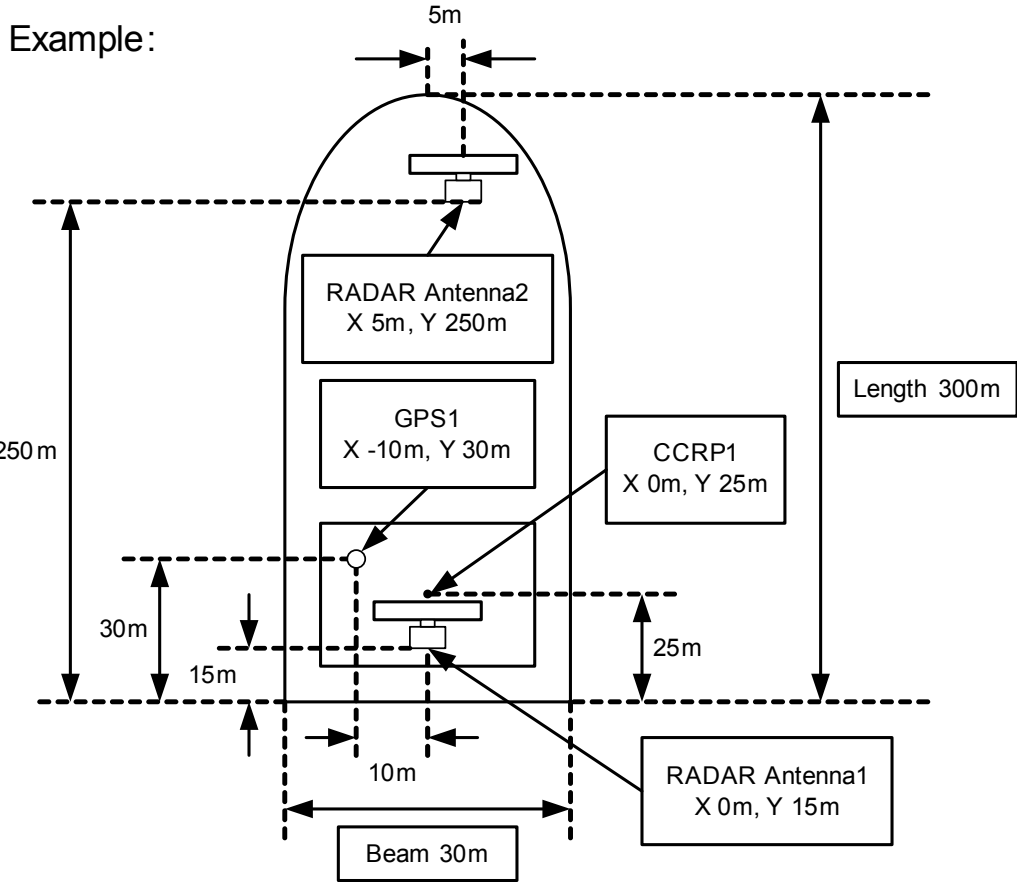 5m
Example:
RADAR Antenna2
X 5m, Y 250m
Length 300m
GPS1
X -10m, Y 30m
250m
CCRP1
X 0m, Y 25m
30m
25m
15m
10m
RADAR Antenna1
X 0m, Y 15m
Beam 30m